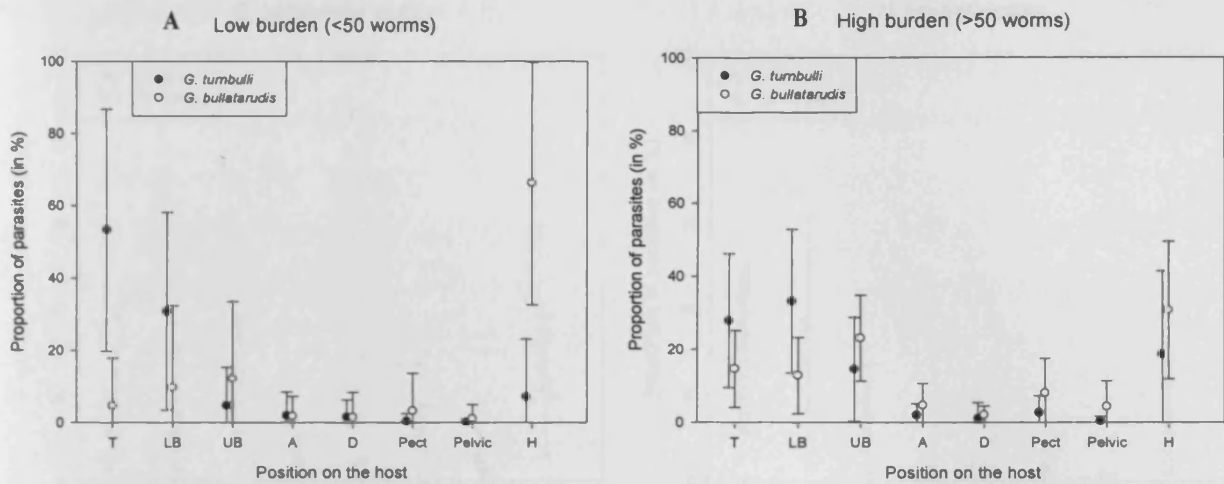 A Low burden (<50 worms)
G. turnbulli
G. bullatarudis
Proportion of parasites (in %)
100
80
60
40
20
0
T LB UB A D Pect Pelvic H
Position on the host
B High burden (>50 worms)
G. turnbulli
G. bullatarudis
Proportion of parasites (in %)
100
80
60
40
20
0
T LB UB A D Pect Pelvic H
Position on the host